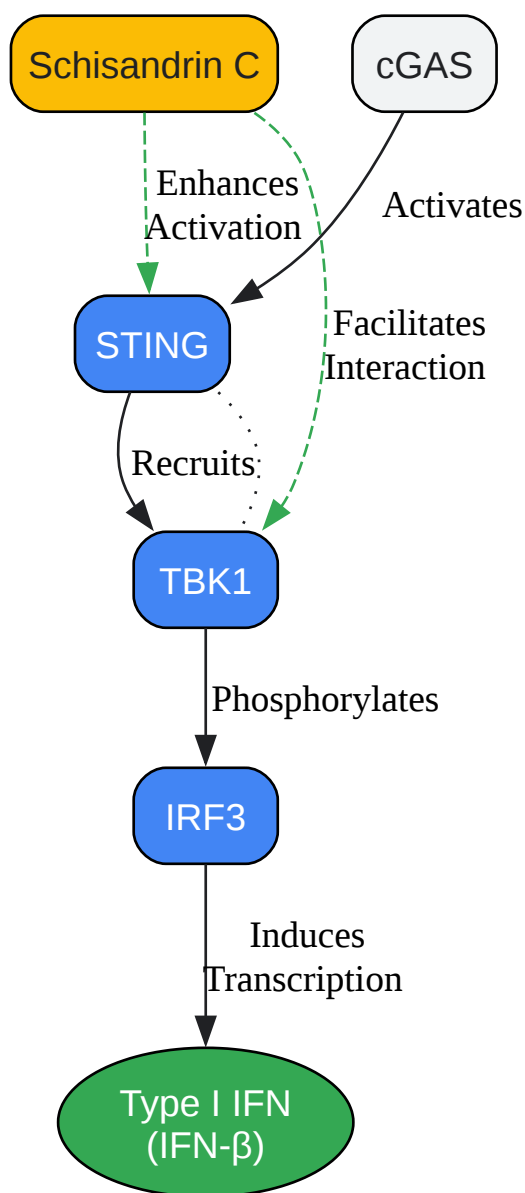 Schisandrin C
cGAS
Enhances
Activation
Activates
STING
Facilitates
Interaction
Recruits
TBK1
Phosphorylates
IRF3
Induces
Transcription
Type I IFN
(IFN-β)